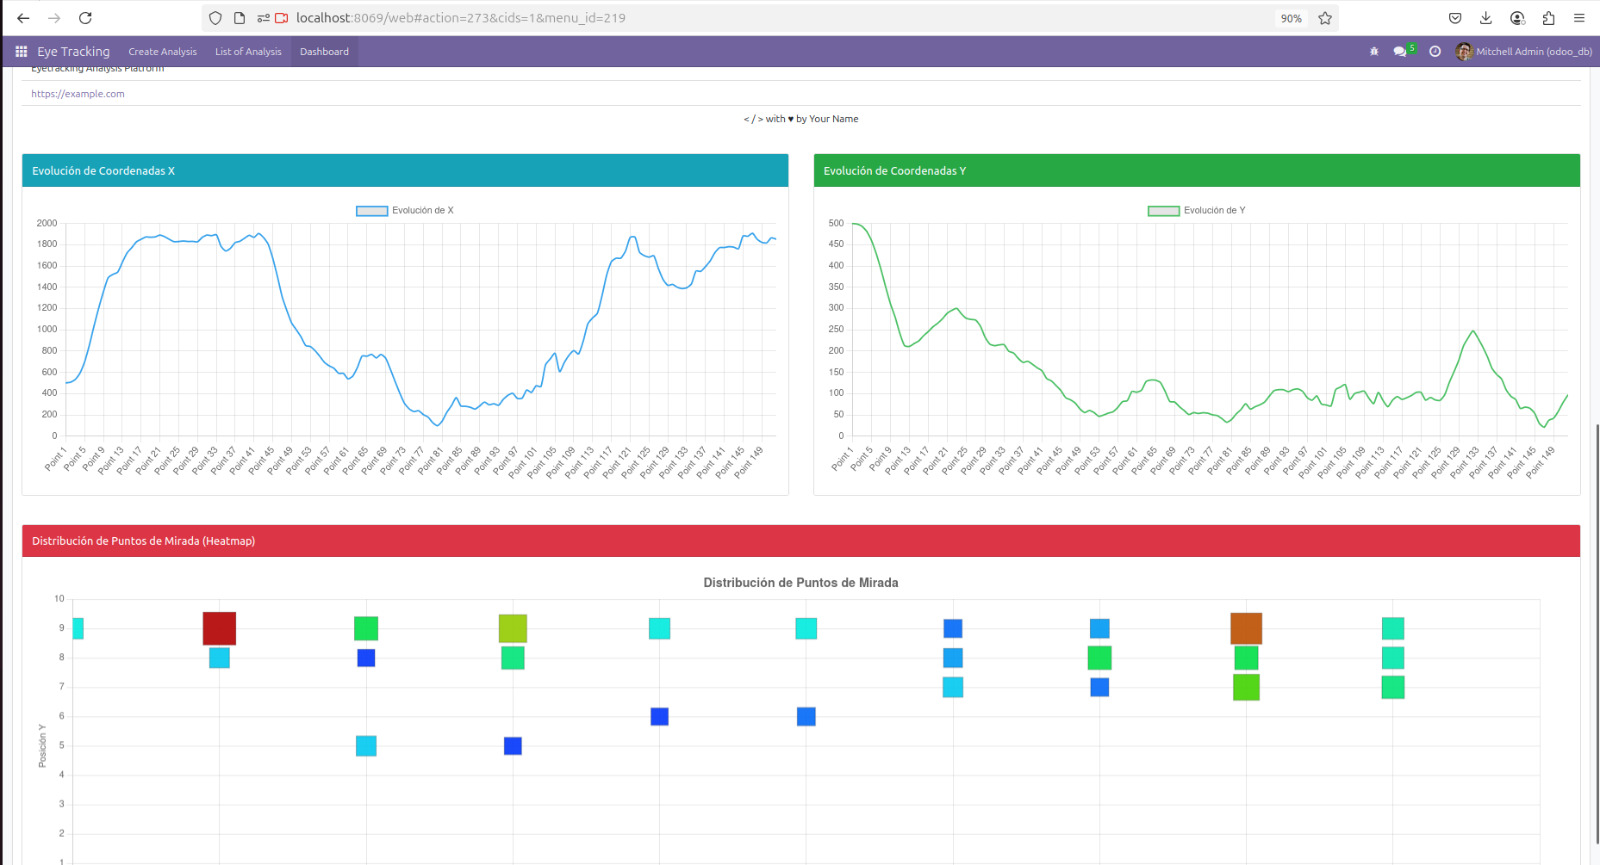 localhost:8069/web#action=273&cids=1&menu_id=219
90%
Eye Tracking
Create Analysis
List of Analysis
Dashboard
5
Mitchell Admin (odoo_db)
Eyetracking Analysis Platform
https://example.com
</> with ♥ by Your Name
Evolución de Coordenadas X
Evolución de X
2000
1800
1600
1400
1200
1000
800
600
400
200
0
Point 1
Point 5
Point 9
Point 13
Point 17
Point 21
Point 25
Point 29
Point 33
Point 37
Point 41
Point 45
Point 49
Point 53
Point 57
Point 61
Point 65
Point 69
Point 73
Point 77
Point 81
Point 85
Point 89
Point 93
Point 97
Point 101
Point 105
Point 109
Point 113
Point 117
Point 121
Point 125
Point 129
Point 133
Point 137
Point 141
Point 145
Point 149
Evolución de Coordenadas Y
Evolución de Y
500
450
400
350
300
250
200
150
100
50
0
Point 1
Point 5
Point 9
Point 13
Point 17
Point 21
Point 25
Point 29
Point 33
Point 37
Point 41
Point 45
Point 49
Point 53
Point 57
Point 61
Point 65
Point 69
Point 73
Point 77
Point 81
Point 85
Point 89
Point 93
Point 97
Point 101
Point 105
Point 109
Point 113
Point 117
Point 121
Point 125
Point 129
Point 133
Point 137
Point 141
Point 145
Point 149
Distribución de Puntos de Mirada (Heatmap)
Distribución de Puntos de Mirada
Posición Y
10
9
8
7
6
5
4
3
2
1